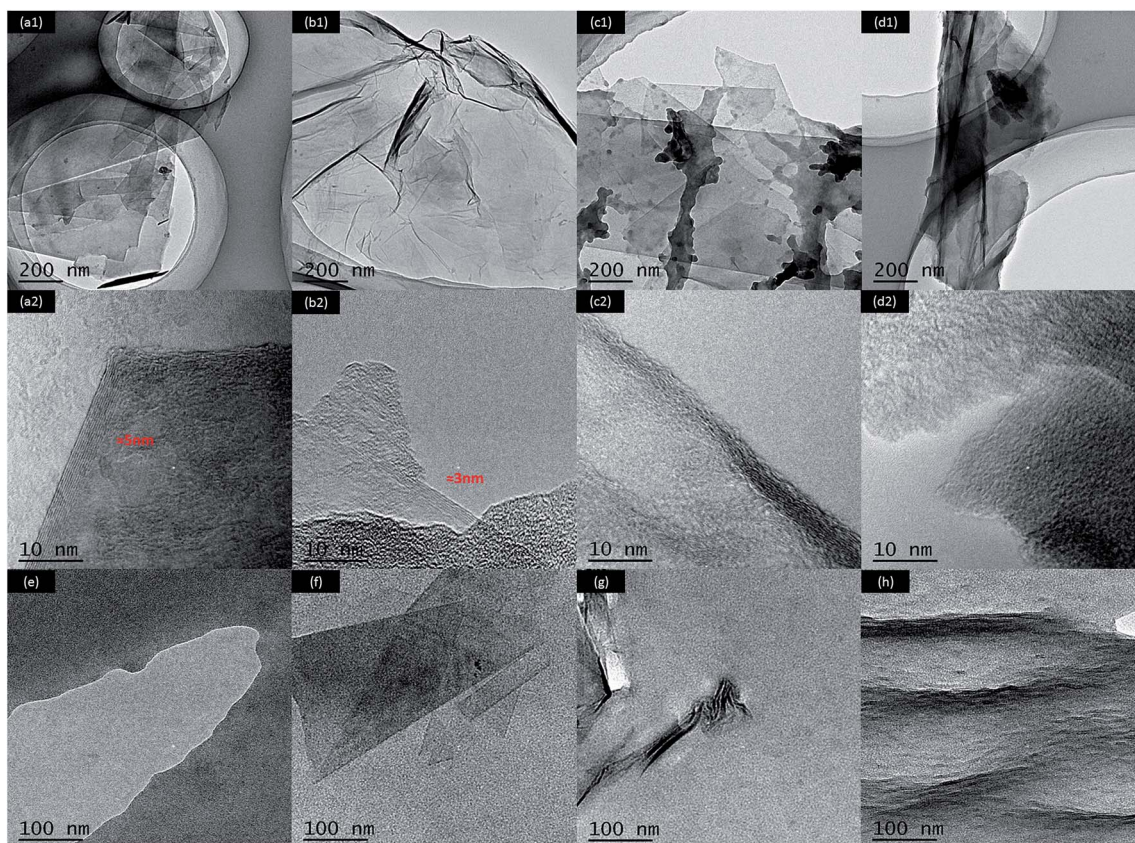 (a1)
(b1)
(c1)
(d1)
200 nm
200 nm
200 nm
200 nm
(a2)
(b2)
(c2)
(d2)
≈5nm
≈3nm
10 nm
10 nm
10 nm
10 nm
(e)
(f)
(g)
(h)
100 nm
100 nm
100 nm
100 nm